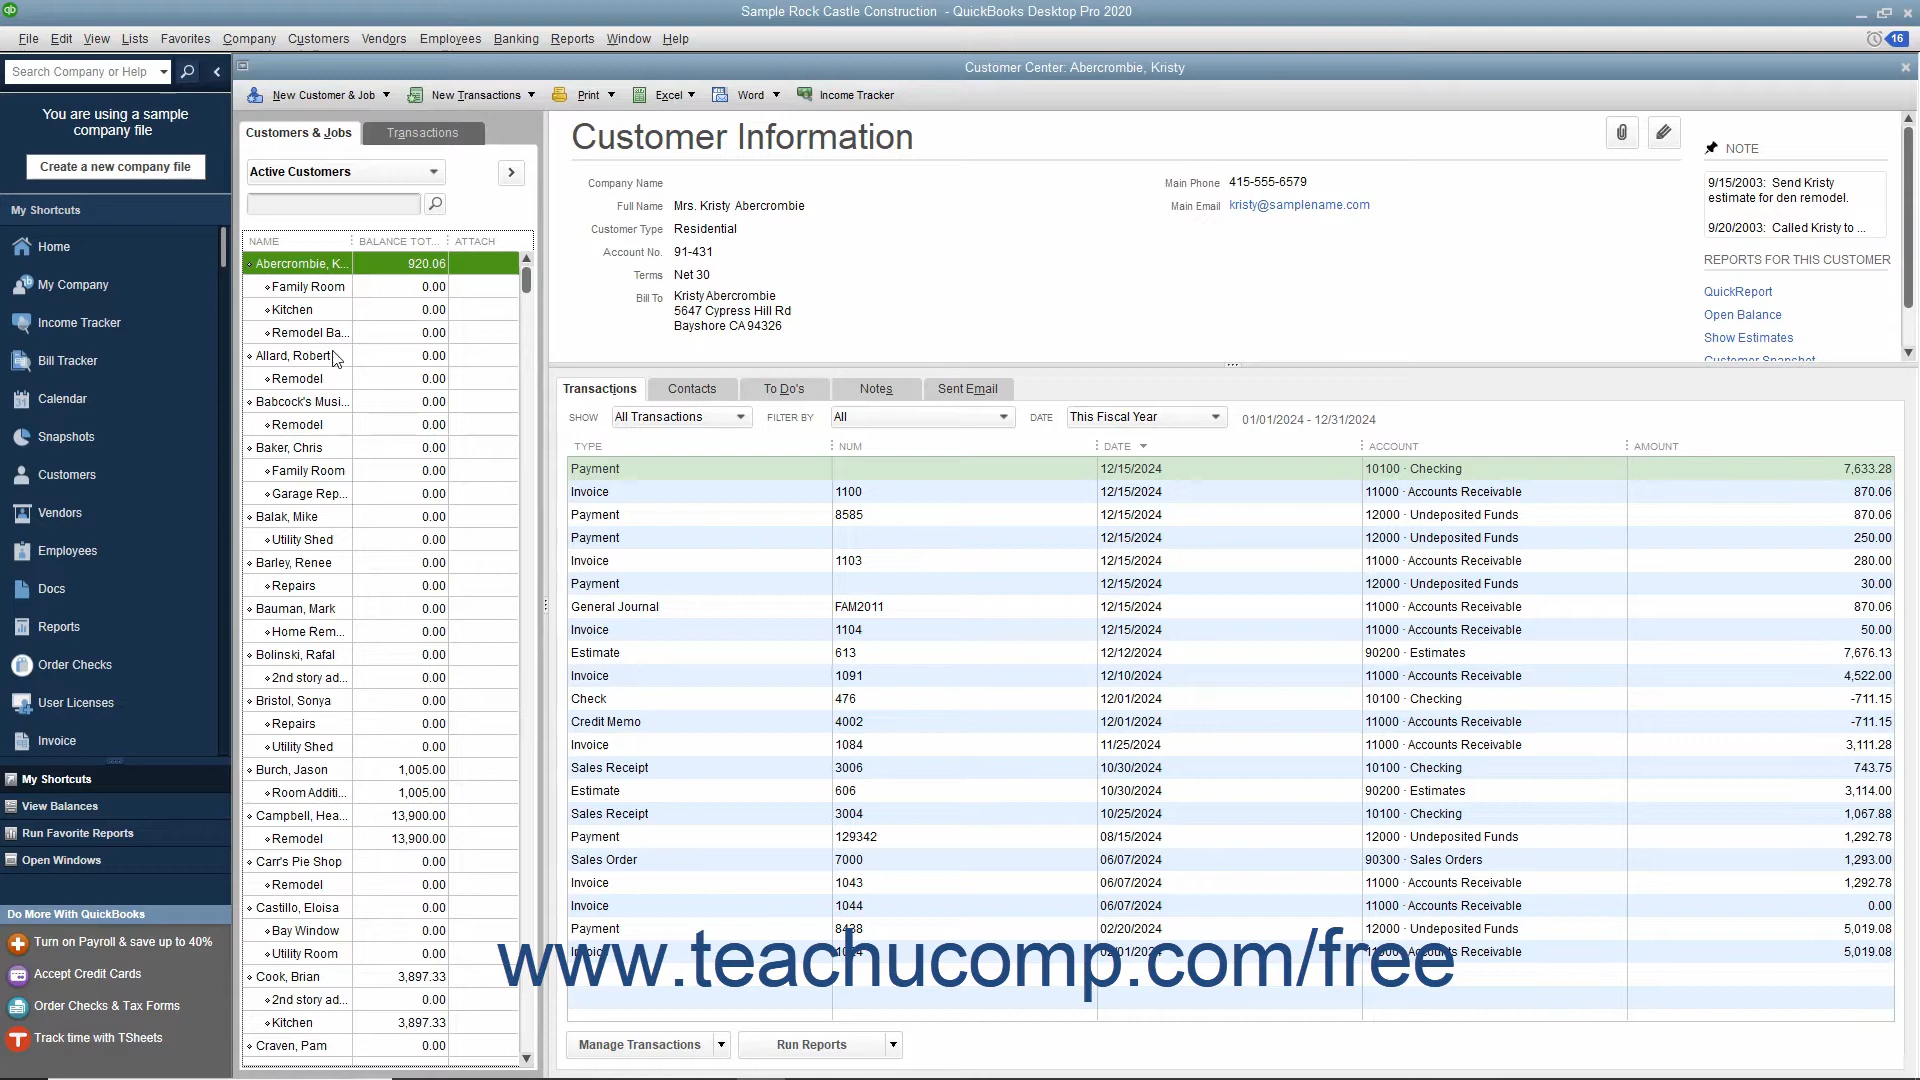 Sample Rock Castle Construction - QuickBooks Desktop Pro 2020
File Edit View Lists Favorites Company Customers Vendors Employees Banking Reports Window Help
16
Search Company or Help
You are using a sample
company file
Create a new company file
My Shortcuts
Home
My Company
Income Tracker
Bill Tracker
Calendar
Snapshots
Customers
Vendors
Employees
Docs
Reports
Order Checks
User Licenses
Invoice
My Shortcuts
View Balances
Run Favorite Reports
Open Windows
Do More With QuickBooks
Turn on Payroll & save up to 40%
Accept Credit Cards
Order Checks & Tax Forms
Track time with TSheets
Customer Center: Abercrombie, Kristy
New Customer & Job New Transactions Print Excel Word Income Tracker
Customers & Jobs Transactions
Active Customers
NAME BALANCE TOT... ATTACH
Abercrombie, K... 920.06
Family Room 0.00
Kitchen 0.00
Remodel Ba... 0.00
Allard, Robert 0.00
Remodel 0.00
Babcock's Musi... 0.00
Remodel 0.00
Baker, Chris 0.00
Family Room 0.00
Garage Rep... 0.00
Balak, Mike 0.00
Utility Shed 0.00
Barley, Renee 0.00
Repairs 0.00
Bauman, Mark 0.00
Home Rem... 0.00
Bolinski, Rafal 0.00
2nd story ad... 0.00
Bristol, Sonya 0.00
Repairs 0.00
Utility Shed 0.00
Burch, Jason 1,005.00
Room Additi... 1,005.00
Campbell, Hea... 13,900.00
Remodel 13,900.00
Carr's Pie Shop 0.00
Remodel 0.00
Castillo, Eloisa 0.00
Bay Window 0.00
Utility Room 0.00
Cook, Brian 3,897.33
2nd story ad... 0.00
Kitchen 3,897.33
Craven, Pam 0.00
Customer Information
Company Name
Full Name Mrs. Kristy Abercrombie
Customer Type Residential
Account No. 91-431
Terms Net 30
Bill To Kristy Abercrombie
5647 Cypress Hill Rd
Bayshore CA 94326
Main Phone 415-555-6579
Main Email kristy@samplename.com
NOTE
9/15/2003: Send Kristy
estimate for den remodel.
9/20/2003: Called Kristy to ...
REPORTS FOR THIS CUSTOMER
QuickReport
Open Balance
Show Estimates
Customer Snapshot
Transactions Contacts To Do's Notes Sent Email
SHOW All Transactions FILTER BY All DATE This Fiscal Year 01/01/2024 - 12/31/2024
TYPE NUM DATE ACCOUNT AMOUNT
Payment 12/15/2024 10100 · Checking 7,633.28
Invoice 1100 12/15/2024 11000 · Accounts Receivable 870.06
Payment 8585 12/15/2024 12000 · Undeposited Funds 870.06
Payment 12/15/2024 12000 · Undeposited Funds 250.00
Invoice 1103 12/15/2024 11000 · Accounts Receivable 280.00
Payment 12/15/2024 12000 · Undeposited Funds 30.00
General Journal FAM2011 12/15/2024 11000 · Accounts Receivable 870.06
Invoice 1104 12/15/2024 11000 · Accounts Receivable 50.00
Estimate 613 12/12/2024 90200 · Estimates 7,676.13
Invoice 1091 12/10/2024 11000 · Accounts Receivable 4,522.00
Check 476 12/01/2024 10100 · Checking -711.15
Credit Memo 4002 12/01/2024 11000 · Accounts Receivable -711.15
Invoice 1084 11/25/2024 11000 · Accounts Receivable 3,111.28
Sales Receipt 3006 10/30/2024 10100 · Checking 743.75
Estimate 606 10/30/2024 90200 · Estimates 3,114.00
Sales Receipt 3004 10/25/2024 10100 · Checking 1,067.88
Payment 129342 08/15/2024 12000 · Undeposited Funds 1,292.78
Sales Order 7000 06/07/2024 90300 · Sales Orders 1,293.00
Invoice 1043 06/07/2024 11000 · Accounts Receivable 1,292.78
Invoice 1044 06/07/2024 11000 · Accounts Receivable 0.00
Payment 8438 02/20/2024 12000 · Undeposited Funds 5,019.08
Invoice 02/01/2024 11000 · Accounts Receivable 5,019.08
www.teachucomp.com/free
Manage Transactions Run Reports